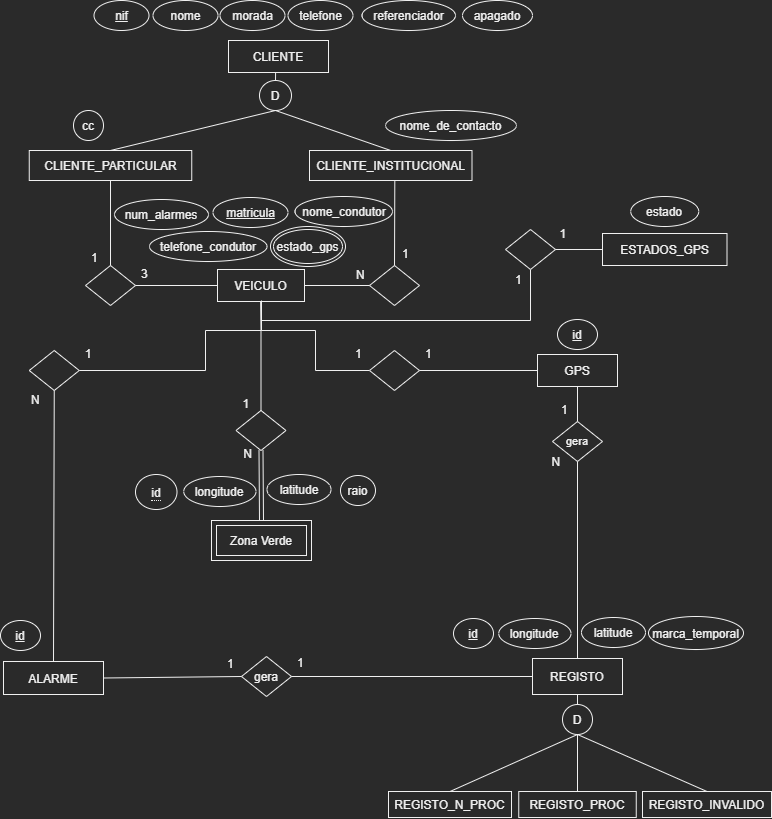 nif nome morada telefone referenciador apagado
CLIENTE
D
cc
nome_de_contacto
CLIENTE_PARTICULAR CLIENTE_INSTITUCIONAL
num_alarmes matricula nome_condutor estado
telefone_condutor estado_gps 1 ESTADOS_GPS
1 3 N 1 1
VEICULO
id
1 1 1
N GPS
1 1
gera
N N
id longitude latitude raio
Zona Verde
id id longitude latitude marca_temporal
1 1
ALARME gera REGISTO
D
REGISTO_N_PROC REGISTO_PROC REGISTO_INVALIDO